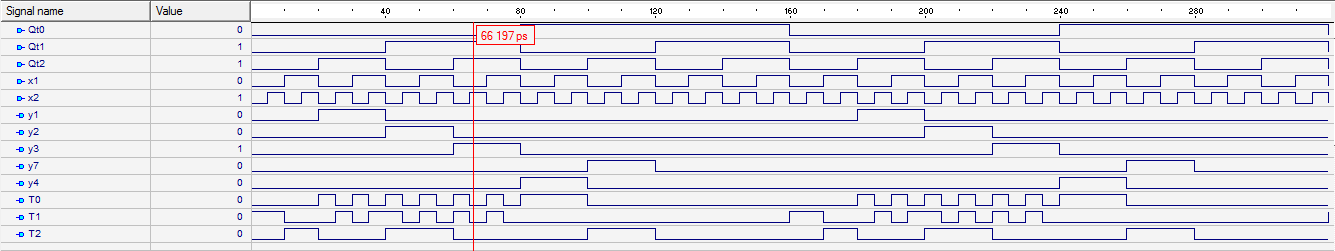 Signal name Value 40 80 120 160 200 240 280
Qt0 0
66 197 ps
Qt1 1
Qt2 1
x1 0
x2 1
y1 0
y2 0
y3 1
y7 0
y4 0
T0 0
T1 0
T2 0